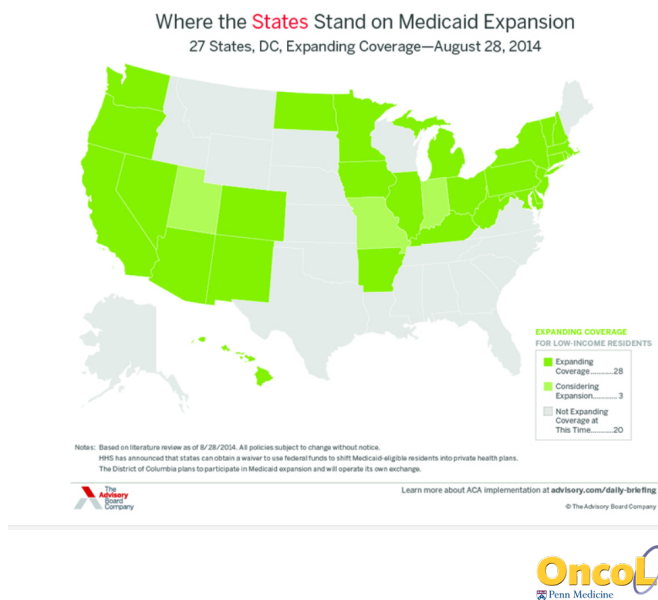 Where the States Stand on Medicaid Expansion
27 States, DC, Expanding Coverage—August 28, 2014
EXPANDING COVERAGE
FOR LOW-INCOME RESIDENTS
Expanding
Coverage............28
Considering
Expansion..........3
Not Expanding
Coverage at
This Time.........20
Notes: Based on literature review as of 8/28/2014. All policies subject to change without notice.
HHS has announced that states can obtain a waiver to use federal funds to shift Medicaid-eligible residents into private health plans.
The District of Columbia plans to participate in Medicaid expansion and will operate its own exchange.
The
Advisory
Board
Company
Learn more about ACA implementation at advisory.com/daily-briefing
© The Advisory Board Company
OncoL
Penn Medicine